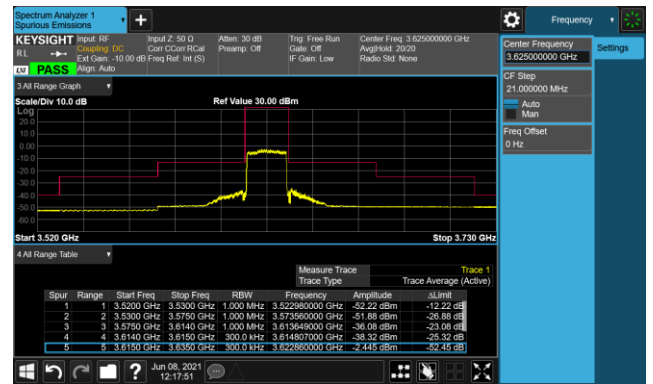 Spectrum Analyzer 1
Spurious Emissions
Frequency
KEYSIGHT
RL
LXI
PASS
Input: RF
Coupling: DC
Ext Gain: -10.00 dB
Align: Auto
Input Z: 50 Ω
Corr CCorr RCal
Freq Ref: Int (S)
Atten: 30 dB
Preamp: Off
Trig: Free Run
Gate: Off
IF Gain: Low
Center Freq: 3.625000000 GHz
Avg|Hold: 20/20
Radio Std: None
Center Frequency
3.625000000 GHz
Settings
CF Step
21.000000 MHz
Auto
Man
Freq Offset
0 Hz
3 All Range Graph
Scale/Div 10.0 dB
Ref Value 30.00 dBm
Log
20.0
10.0
0.00
-10.0
-20.0
-30.0
-40.0
-50.0
-60.0
Start 3.520 GHz
Stop 3.730 GHz
4 All Range Table
Measure Trace Trace 1
Trace Type Trace Average (Active)
Spur Range Start Freq Stop Freq RBW Frequency Amplitude ΔLimit
1 1 3.5200 GHz 3.5300 GHz 1.000 MHz 3.522980000 GHz -52.22 dBm -12.22 dB
2 2 3.5300 GHz 3.5750 GHz 1.000 MHz 3.573560000 GHz -51.88 dBm -26.88 dB
3 3 3.5750 GHz 3.6140 GHz 1.000 MHz 3.613649000 GHz -36.08 dBm -23.08 dB
4 4 3.6140 GHz 3.6150 GHz 300.0 kHz 3.614807000 GHz -38.32 dBm -25.32 dB
5 5 3.6150 GHz 3.6350 GHz 300.0 kHz 3.622860000 GHz -2.445 dBm -52.45 dB
Jun 08, 2021
12:17:51